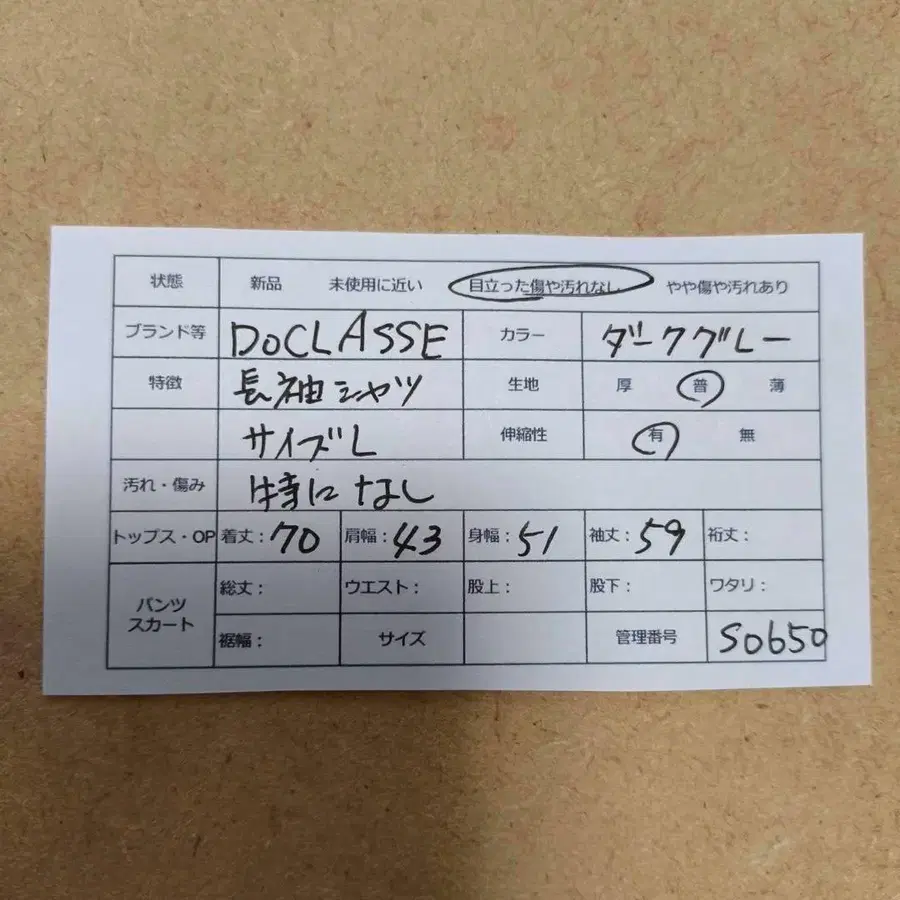 状態 新品 未使用に近い 目立った傷や汚れなし やや傷や汚れあり
ブランド等 DoCLASSE カラー ダークグレー
特徴 長袖シャツ 生地 厚 普 薄
サイズL 伸縮性 有 無
汚れ・傷み 特になし
トップス・OP 着丈：70 肩幅：43 身幅：51 袖丈：59 裄丈：
パンツ
スカート
総丈： ウエスト： 股上： 股下： ワタリ：
裾幅： サイズ 管理番号 S0650